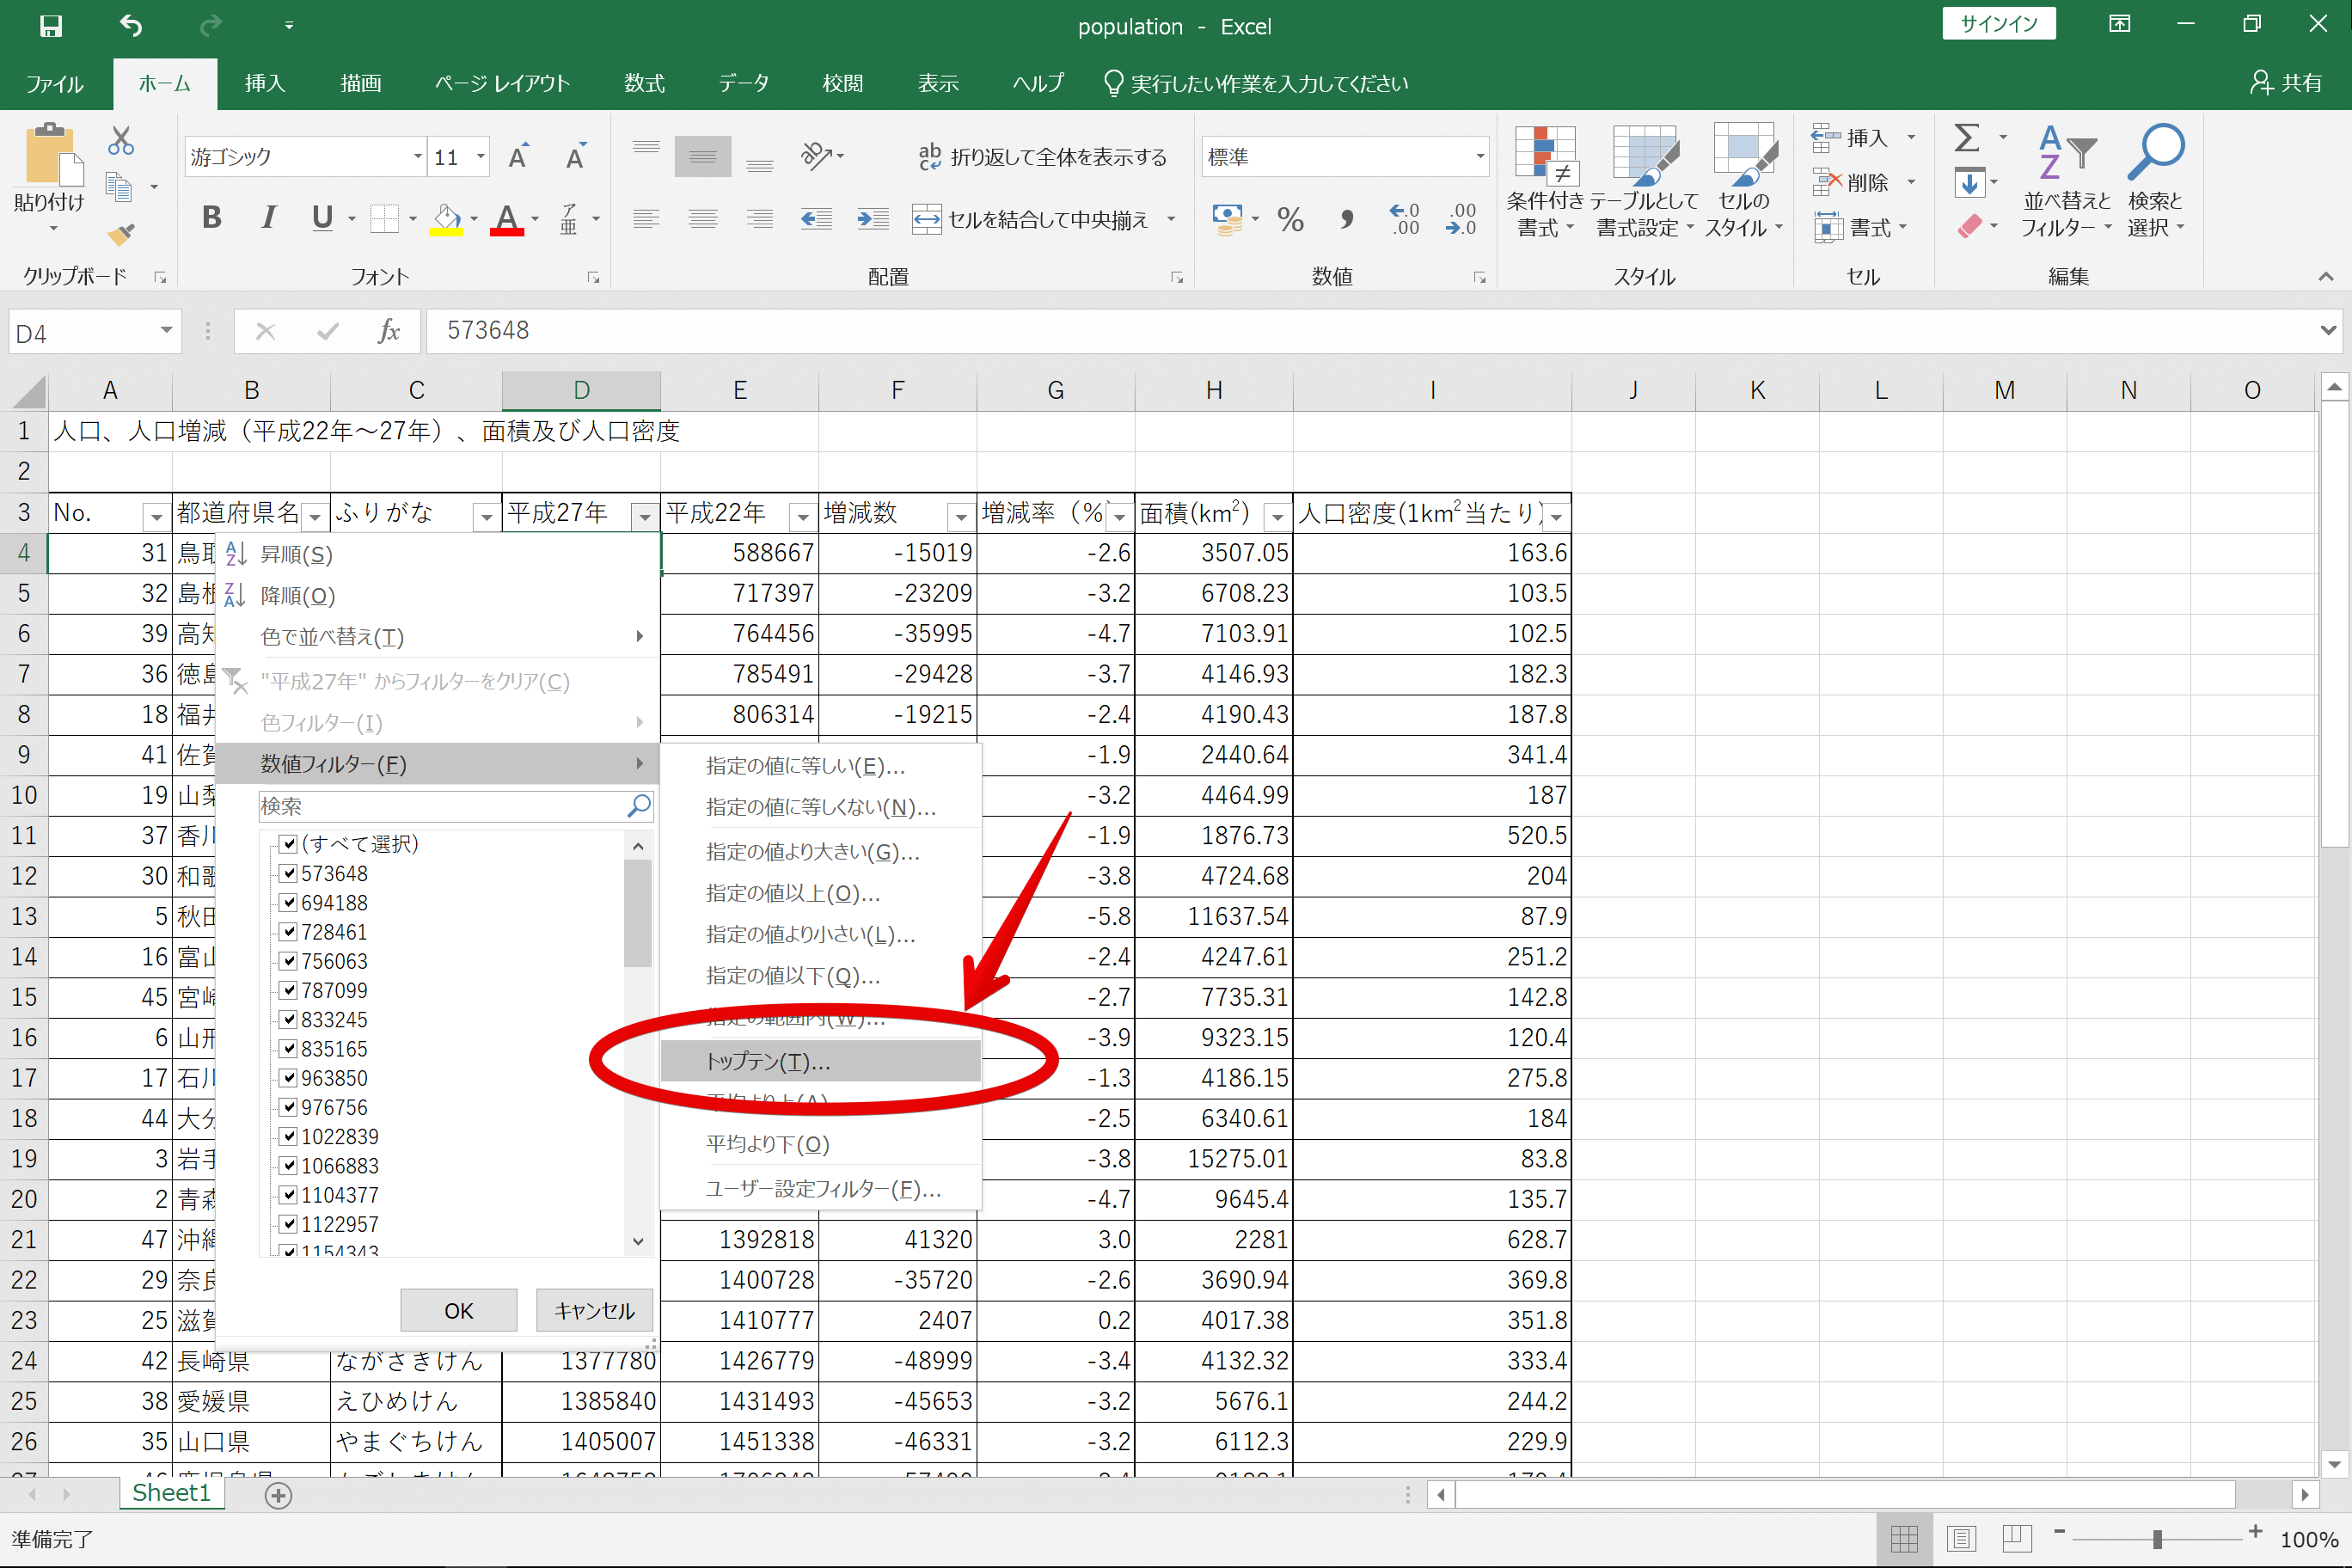 population - Excel
サインイン
ファイル ホーム 挿入 描画 ページ レイアウト 数式 データ 校閲 表示 ヘルプ 実行したい作業を入力してください 共有
貼り付け
クリップボード
游ゴシック 11
B I U A ア亜
フォント
折り返して全体を表示する
セルを結合して中央揃え
配置
標準
% , .0 .00 .00 .0
数値
条件付き書式 テーブルとして書式設定 セルのスタイル
スタイル
挿入
削除
書式
セル
Σ
並べ替えとフィルター 検索と選択
編集
D4 fx 573648
A B C D E F G H I J K L M N O
1 人口、人口増減（平成22年～27年）、面積及び人口密度
2
3 No. 都道府県名 ふりがな 平成27年 平成22年 増減数 増減率（% 面積(km²) 人口密度(1km²当たり)
4 31 鳥取 588667 -15019 -2.6 3507.05 163.6
5 32 島根 717397 -23209 -3.2 6708.23 103.5
6 39 高知 764456 -35995 -4.7 7103.91 102.5
7 36 徳島 785491 -29428 -3.7 4146.93 182.3
8 18 福井 806314 -19215 -2.4 4190.43 187.8
9 41 佐賀 -1.9 2440.64 341.4
10 19 山梨 -3.2 4464.99 187
11 37 香川 -1.9 1876.73 520.5
12 30 和歌 -3.8 4724.68 204
13 5 秋田 -5.8 11637.54 87.9
14 16 富山 -2.4 4247.61 251.2
15 45 宮崎 -2.7 7735.31 142.8
16 6 山形 -3.9 9323.15 120.4
17 17 石川 -1.3 4186.15 275.8
18 44 大分 -2.5 6340.61 184
19 3 岩手 -3.8 15275.01 83.8
20 2 青森 -4.7 9645.4 135.7
21 47 沖縄 1392818 41320 3.0 2281 628.7
22 29 奈良 1400728 -35720 -2.6 3690.94 369.8
23 25 滋賀 1410777 2407 0.2 4017.38 351.8
24 42 長崎県 ながさきけん 1377780 1426779 -48999 -3.4 4132.32 333.4
25 38 愛媛県 えひめけん 1385840 1431493 -45653 -3.2 5676.1 244.2
26 35 山口県 やまぐちけん 1405007 1451338 -46331 -3.2 6112.3 229.9
昇順(S)
降順(O)
色で並べ替え(T)
"平成27年" からフィルターをクリア(C)
色フィルター(I)
数値フィルター(F)
検索
(すべて選択)
573648
694188
728461
756063
787099
833245
835165
963850
976756
1022839
1066883
1104377
1122957
1154343
OK キャンセル
指定の値に等しい(E)...
指定の値に等しくない(N)...
指定の値より大きい(G)...
指定の値以上(O)...
指定の値より小さい(L)...
指定の値以下(Q)...
指定の範囲内(W)...
トップテン(T)...
平均より上(A)
平均より下(O)
ユーザー設定フィルター(F)...
Sheet1
準備完了
100%